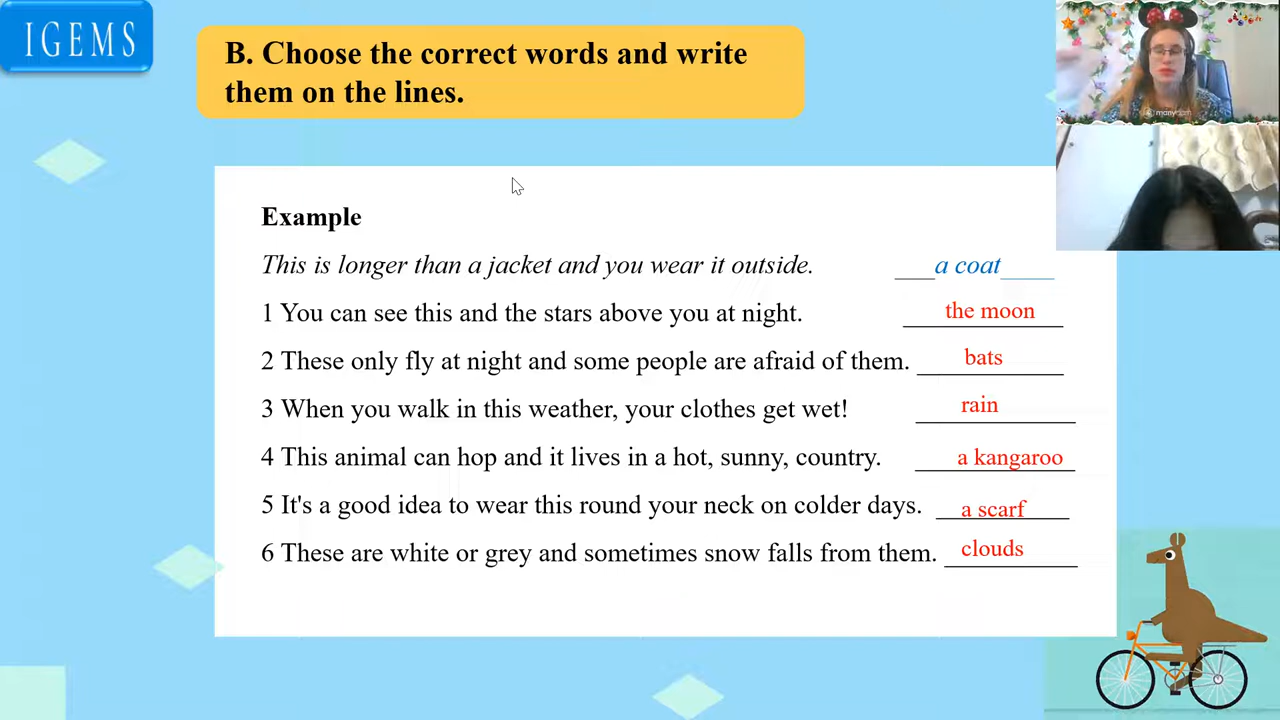 IGEMS
B. Choose the correct words and write
them on the lines.
Example
This is longer than a jacket and you wear it outside. ____a coat_____
1 You can see this and the stars above you at night. the moon
2 These only fly at night and some people are afraid of them. bats
3 When you walk in this weather, your clothes get wet! rain
4 This animal can hop and it lives in a hot, sunny, country. a kangaroo
5 It's a good idea to wear this round your neck on colder days. a scarf
6 These are white or grey and sometimes snow falls from them. clouds